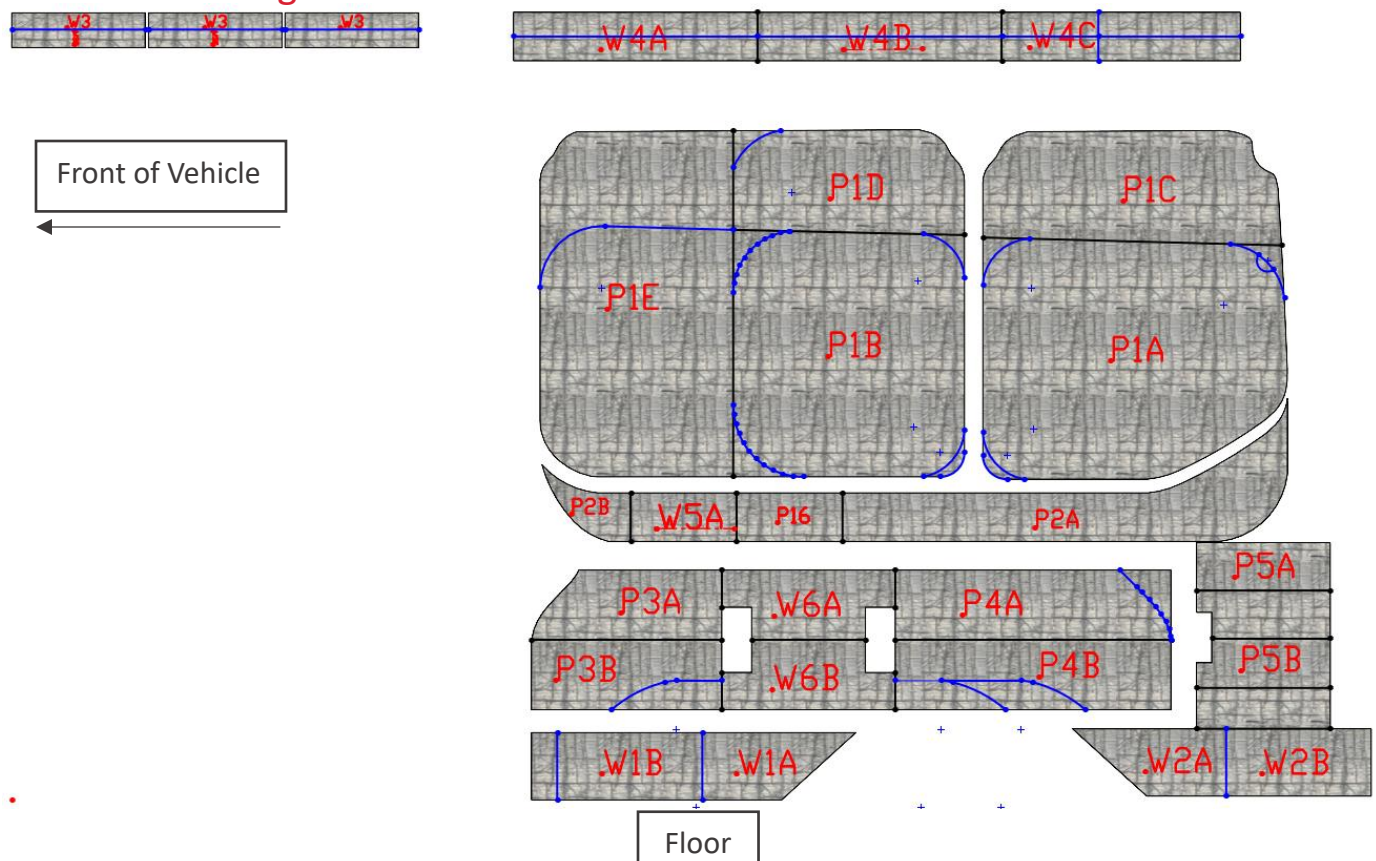 W3
W3
W3
W4A
W4B
W4C
Front of Vehicle
P1D
P1C
P1E
P1B
P1A
P2B
W5A
P16
P2A
P5A
P3A
W6A
P4A
P3B
W6B
P4B
P5B
W1B
W1A
W2A
W2B
Floor